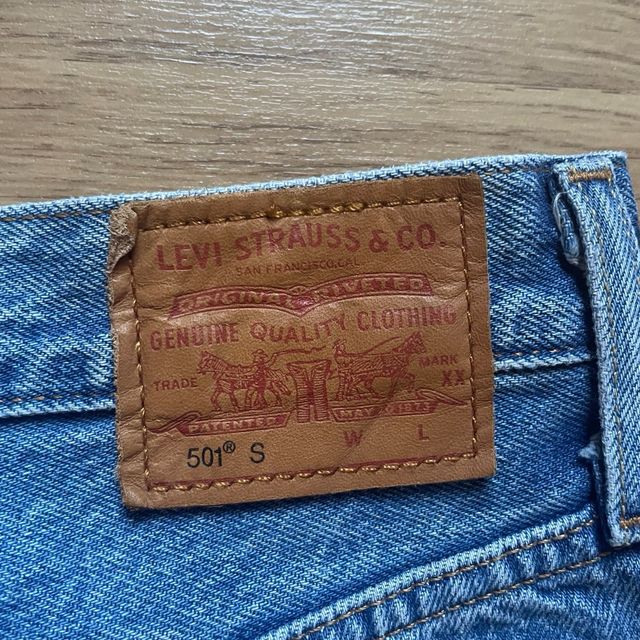 LEVI STRAUSS & CO.
SAN FRANCISCO, CAL.
ORIGINAL RIVETED
GENUINE QUALITY CLOTHING
TRADE MARK
XX
PATENTED MAY 20 1873
501® S W L